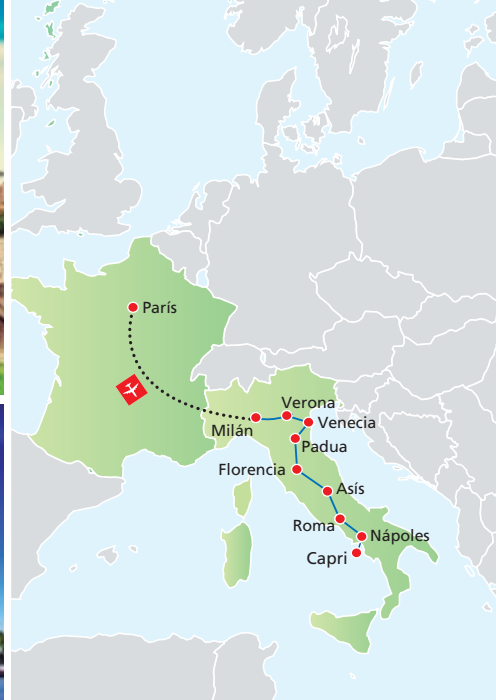 París
Verona
Venecia
Milán
Padua
Florencia
Asís
Roma
Nápoles
Capri